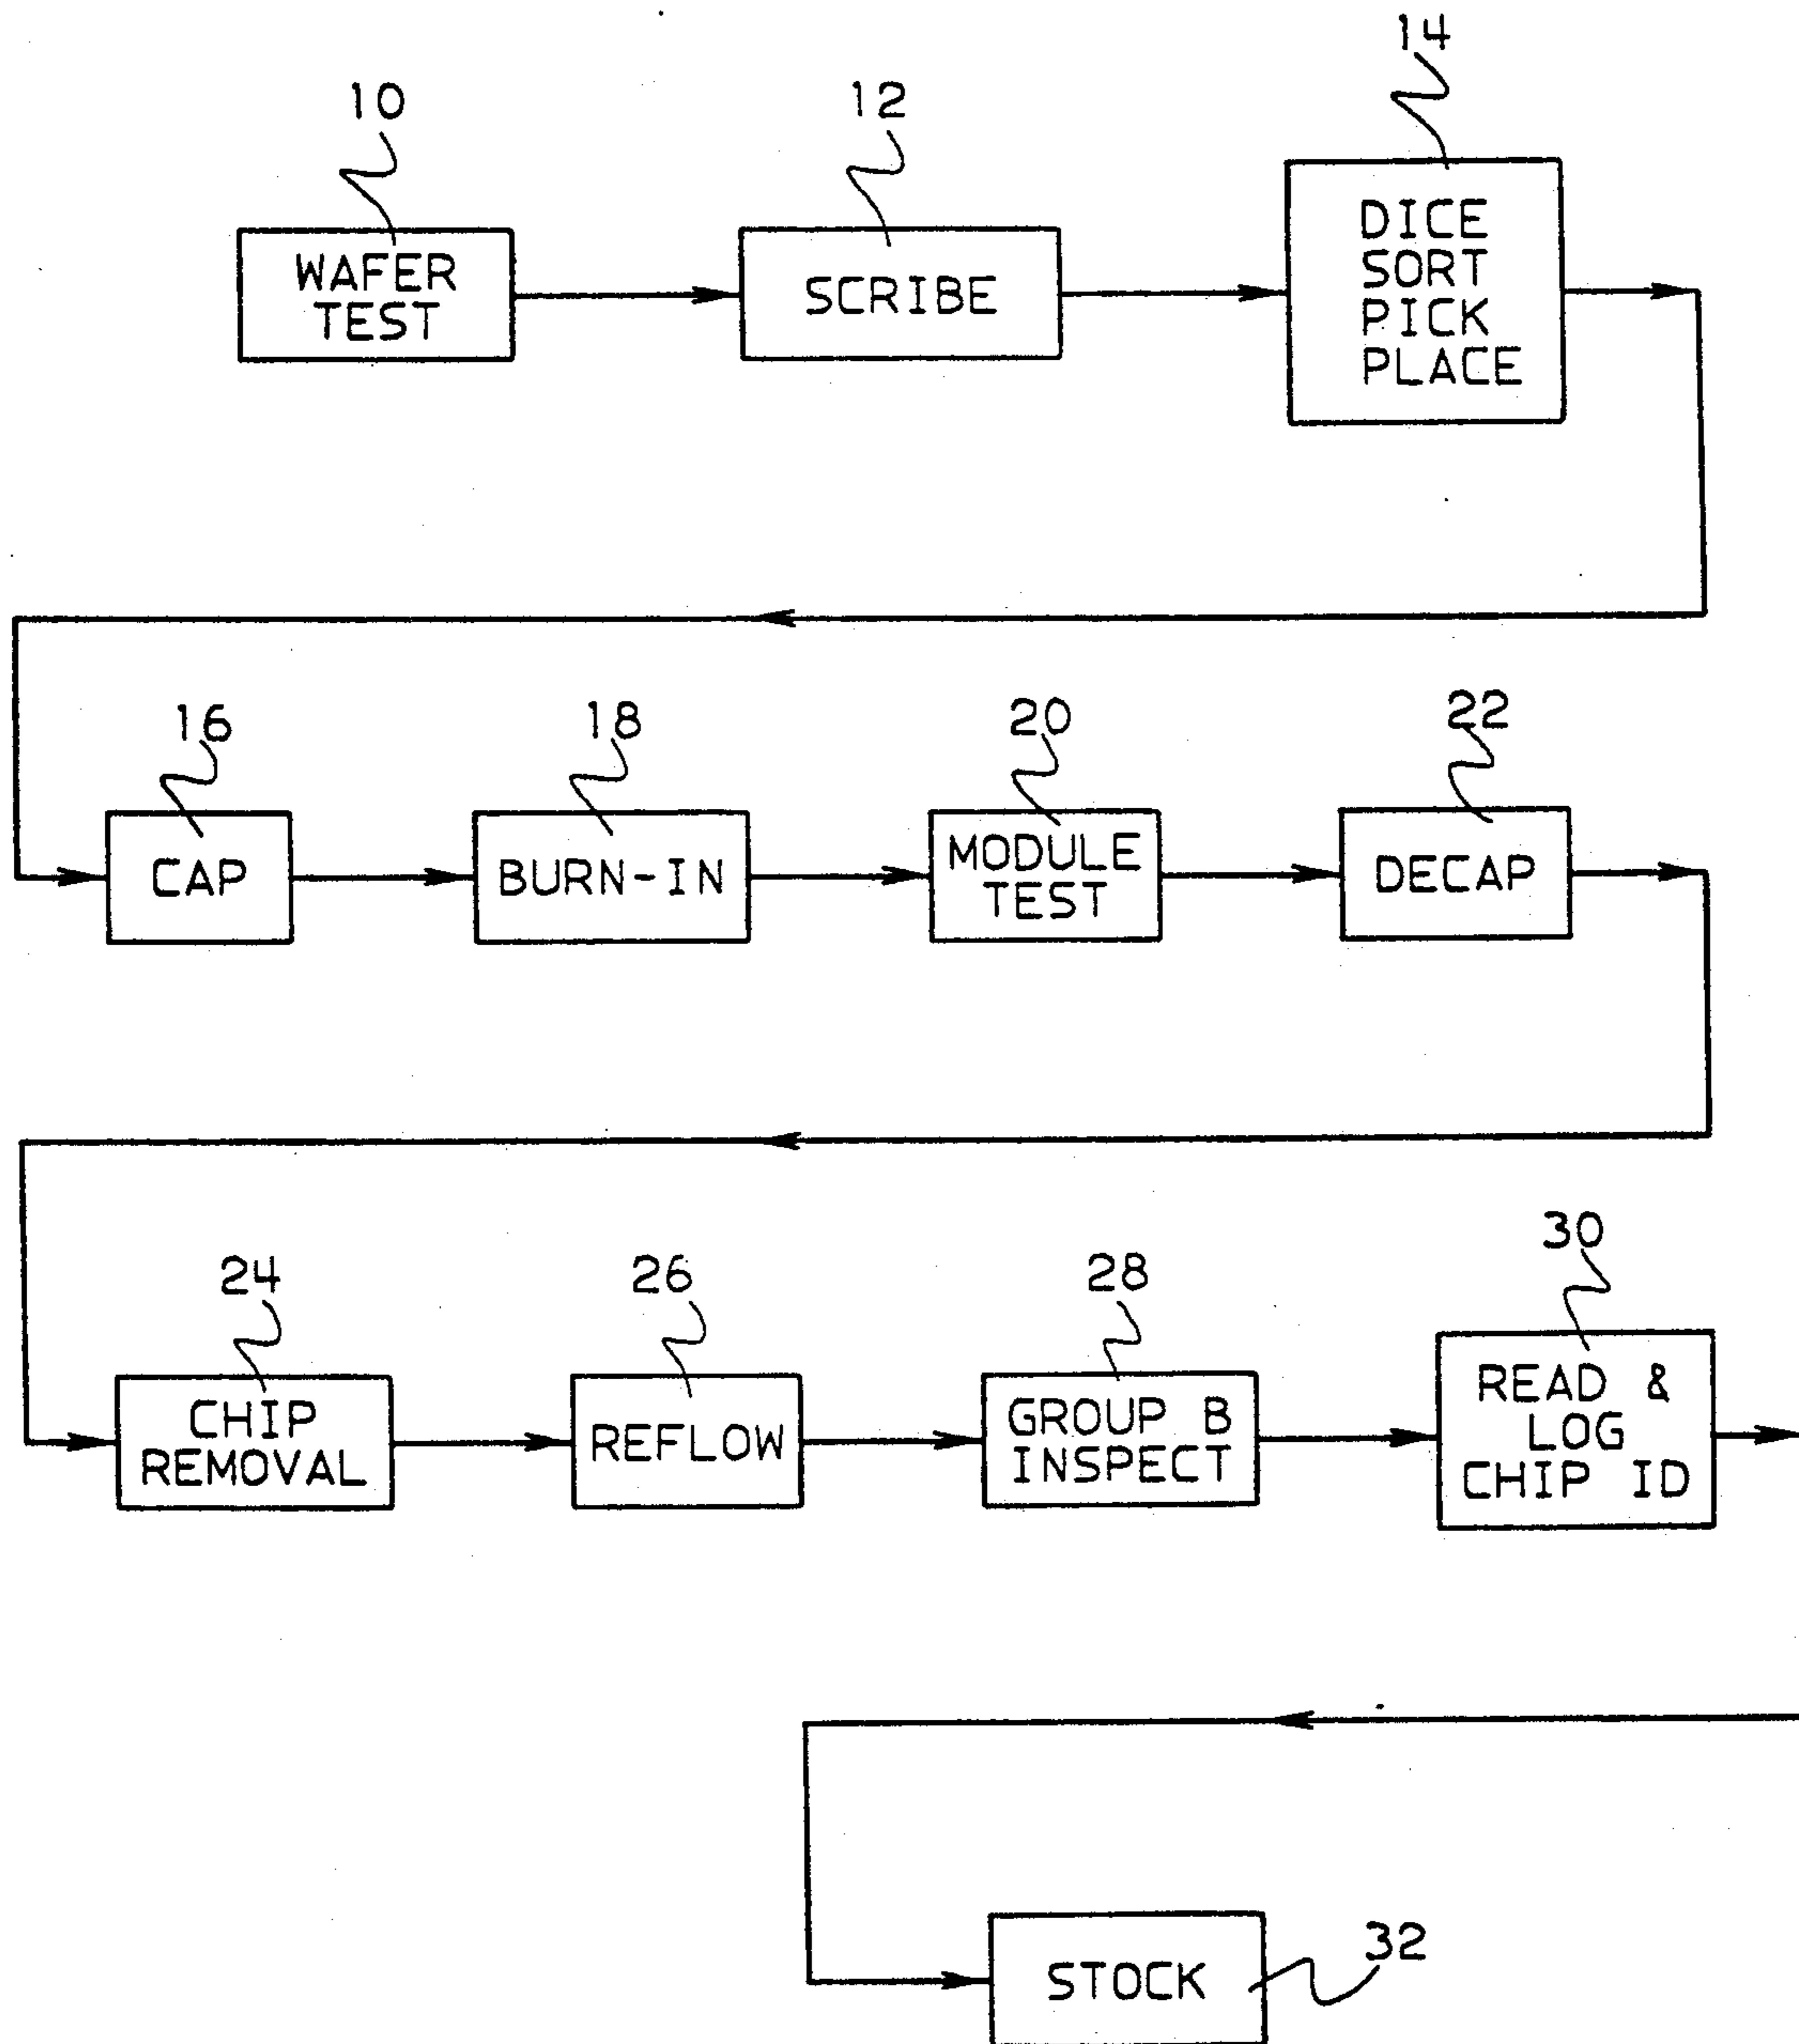 10
12
14
WAFER
TEST
SCRIBE
DICE
SORT
PICK
PLACE
16
18
20
22
CAP
BURN-IN
MODULE
TEST
DECAP
24
26
28
30
CHIP
REMOVAL
REFLOW
GROUP B
INSPECT
READ &
LOG
CHIP ID
STOCK
32